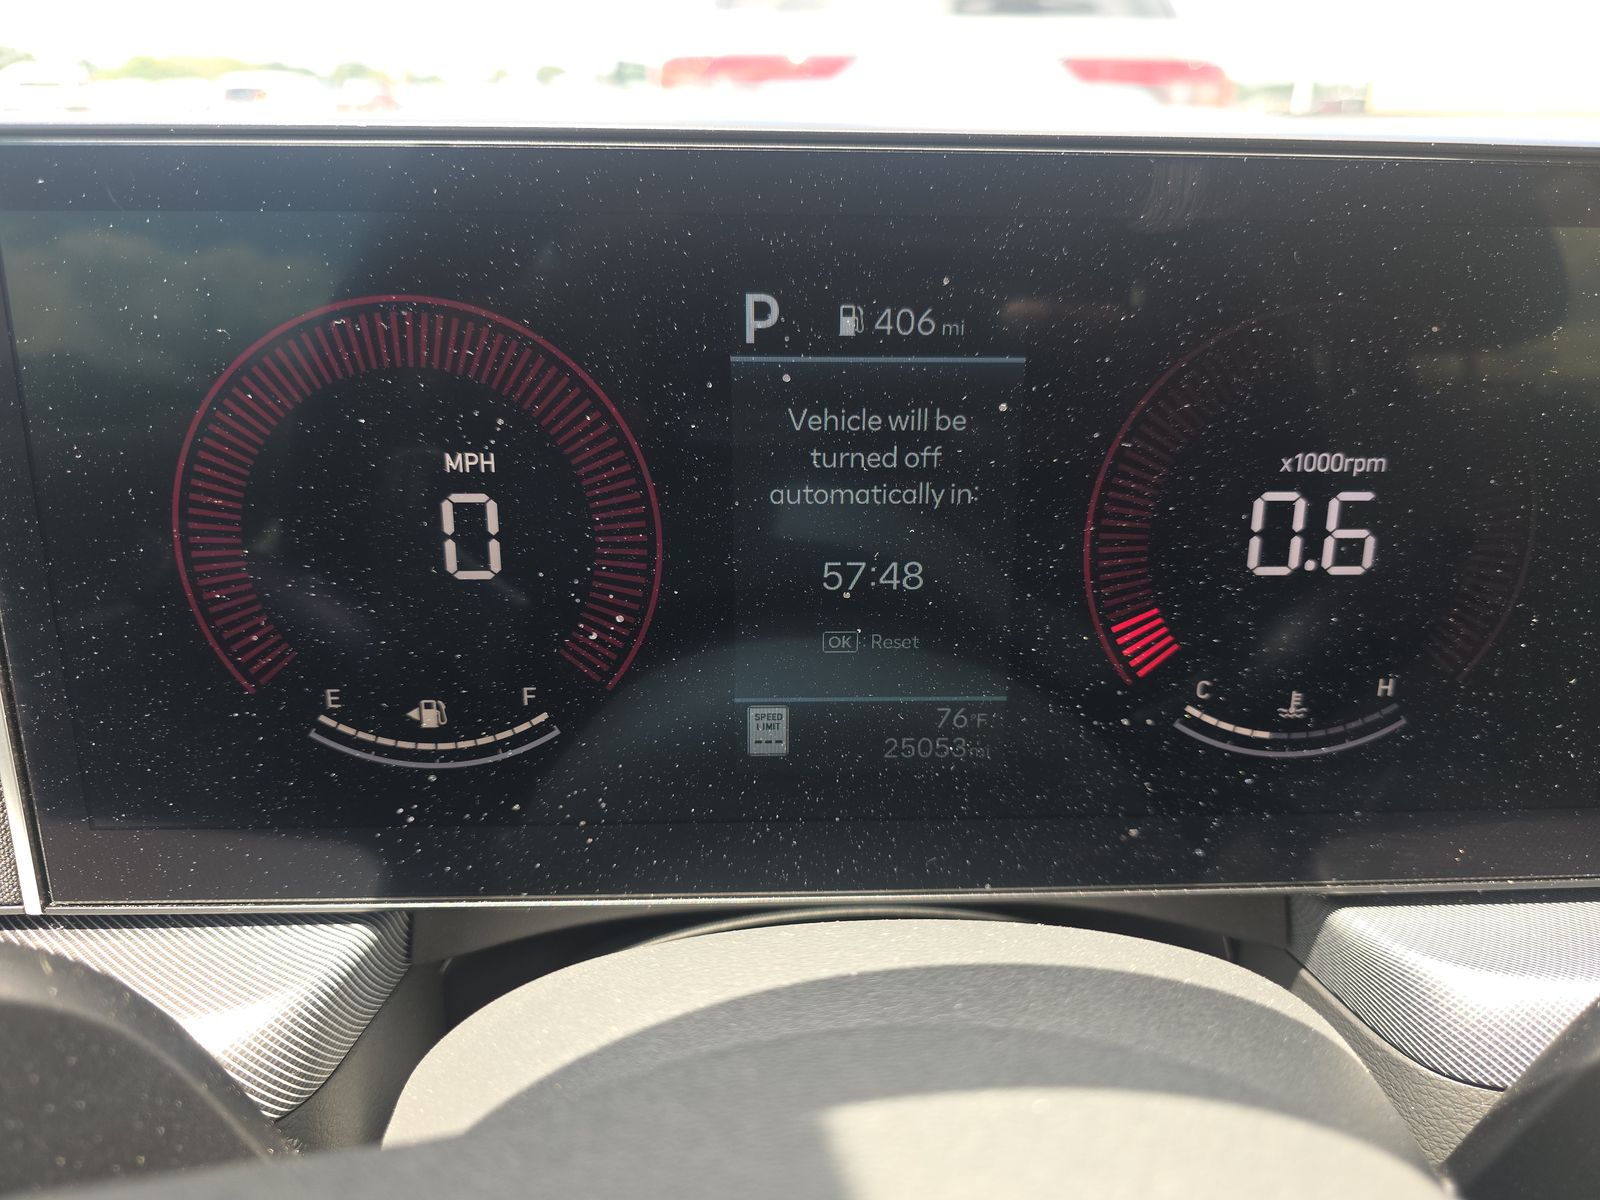 P 406 mi
Vehicle will be
turned off
automatically in:
57:48
OK : Reset
MPH
0
E F
x1000rpm
0.6
C H
SPEED
LIMIT
---
76°F
25053 mi